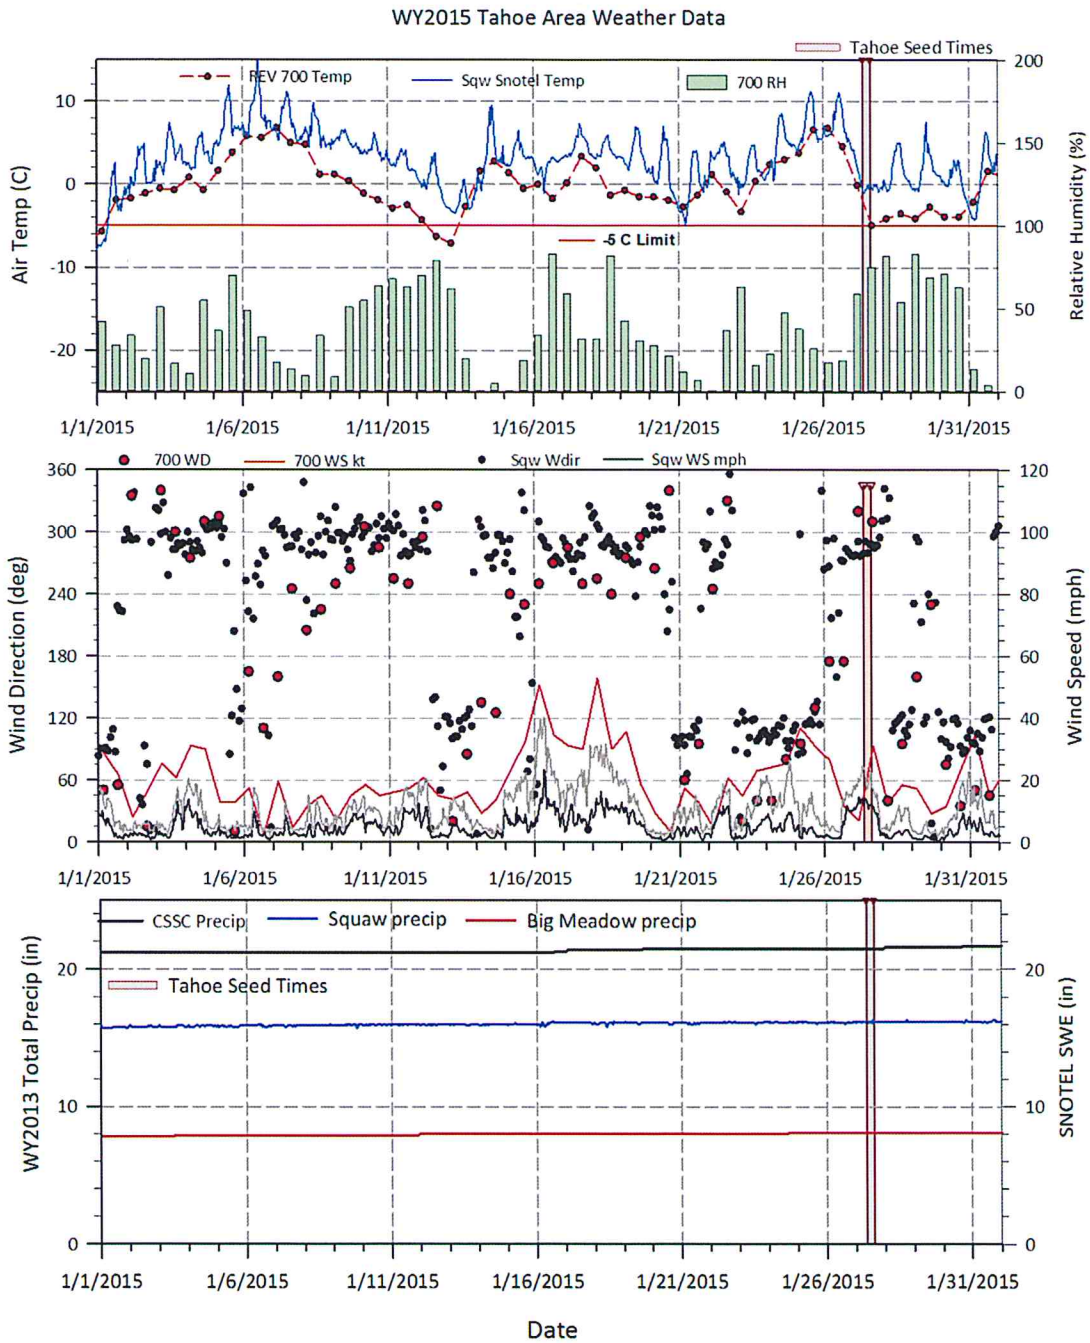 WY2015 Tahoe Area Weather Data
Tahoe Seed Times
REV 700 Temp
Sqw Snotel Temp
700 RH
Air Temp (C)
10
0
-10
-20
200
150
100
50
0
Relative Humidity (%)
-5 C Limit
1/1/2015 1/6/2015 1/11/2015 1/16/2015 1/21/2015 1/26/2015 1/31/2015
700 WD 700 WS kt Sqw Wdir Sqw WS mph
Wind Direction (deg)
360
300
240
180
120
60
0
120
100
80
60
40
20
0
Wind Speed (mph)
1/1/2015 1/6/2015 1/11/2015 1/16/2015 1/21/2015 1/26/2015 1/31/2015
CSSC Precip Squaw precip Big Meadow precip
Tahoe Seed Times
WY2013 Total Precip (in)
20
10
0
20
10
0
SNOTEL SWE (in)
1/1/2015 1/6/2015 1/11/2015 1/16/2015 1/21/2015 1/26/2015 1/31/2015
Date